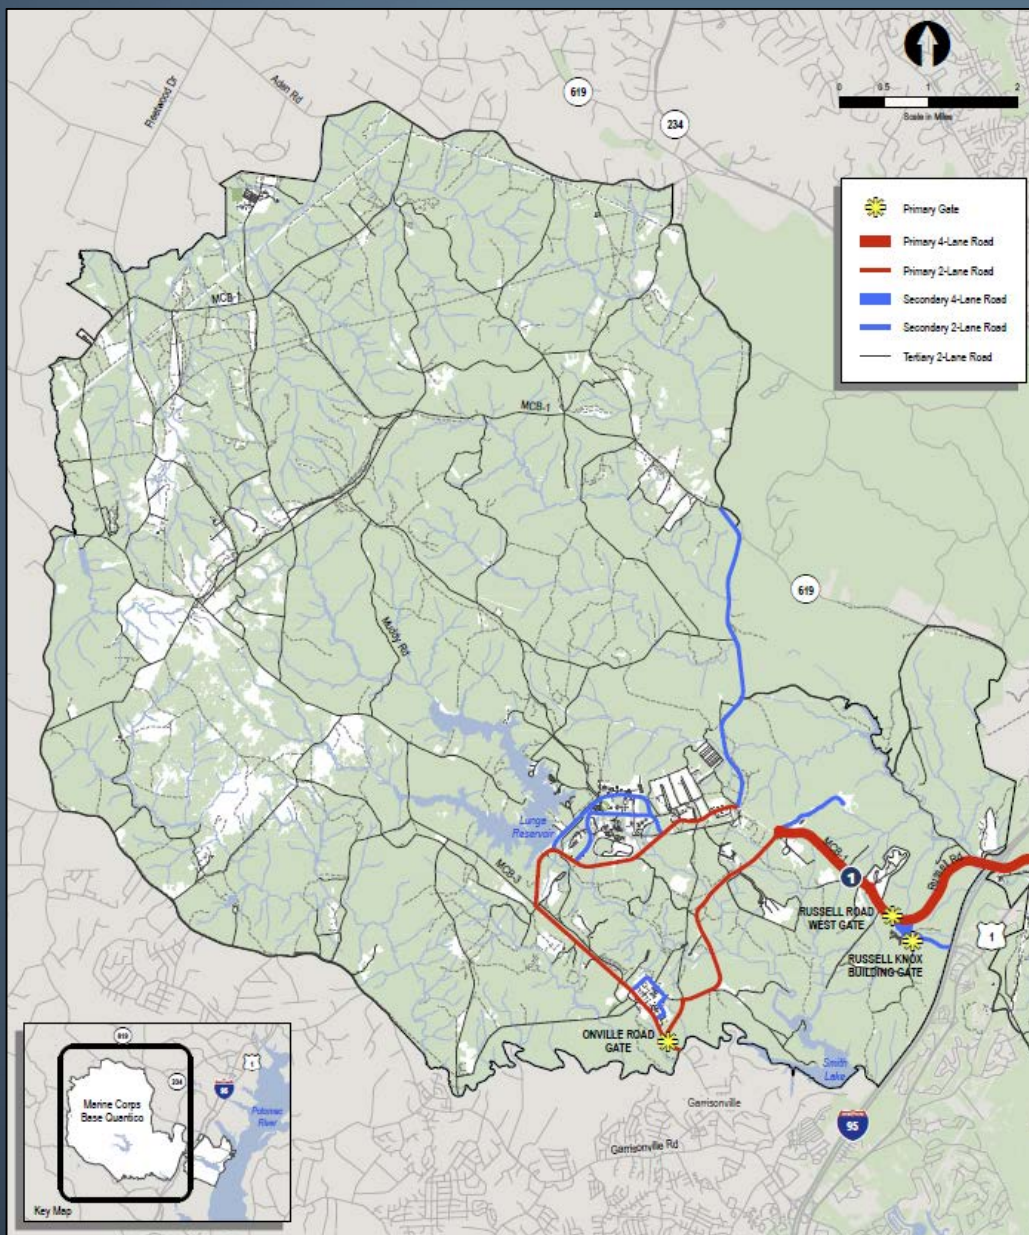 Fleetwood Dr
Aden Rd
619
234
0 0.5 1 2
Scale in Miles
Primary Gate
Primary 4-Lane Road
Primary 2-Lane Road
Secondary 4-Lane Road
Secondary 2-Lane Road
Tertiary 2-Lane Road
MCB-1
MCB-1
619
Muddy Rd
Lunga
Reservoir
MCB-3
MCB-1
Russell Rd
1
RUSSELL ROAD
WEST GATE
1
RUSSELL KNOX
BUILDING GATE
ONVILLE ROAD
GATE
Smith
Lake
Garrisonville
95
Garrisonville Rd
619
1
234
95
Marine Corps
Base Quantico
Potomac
River
Key Map